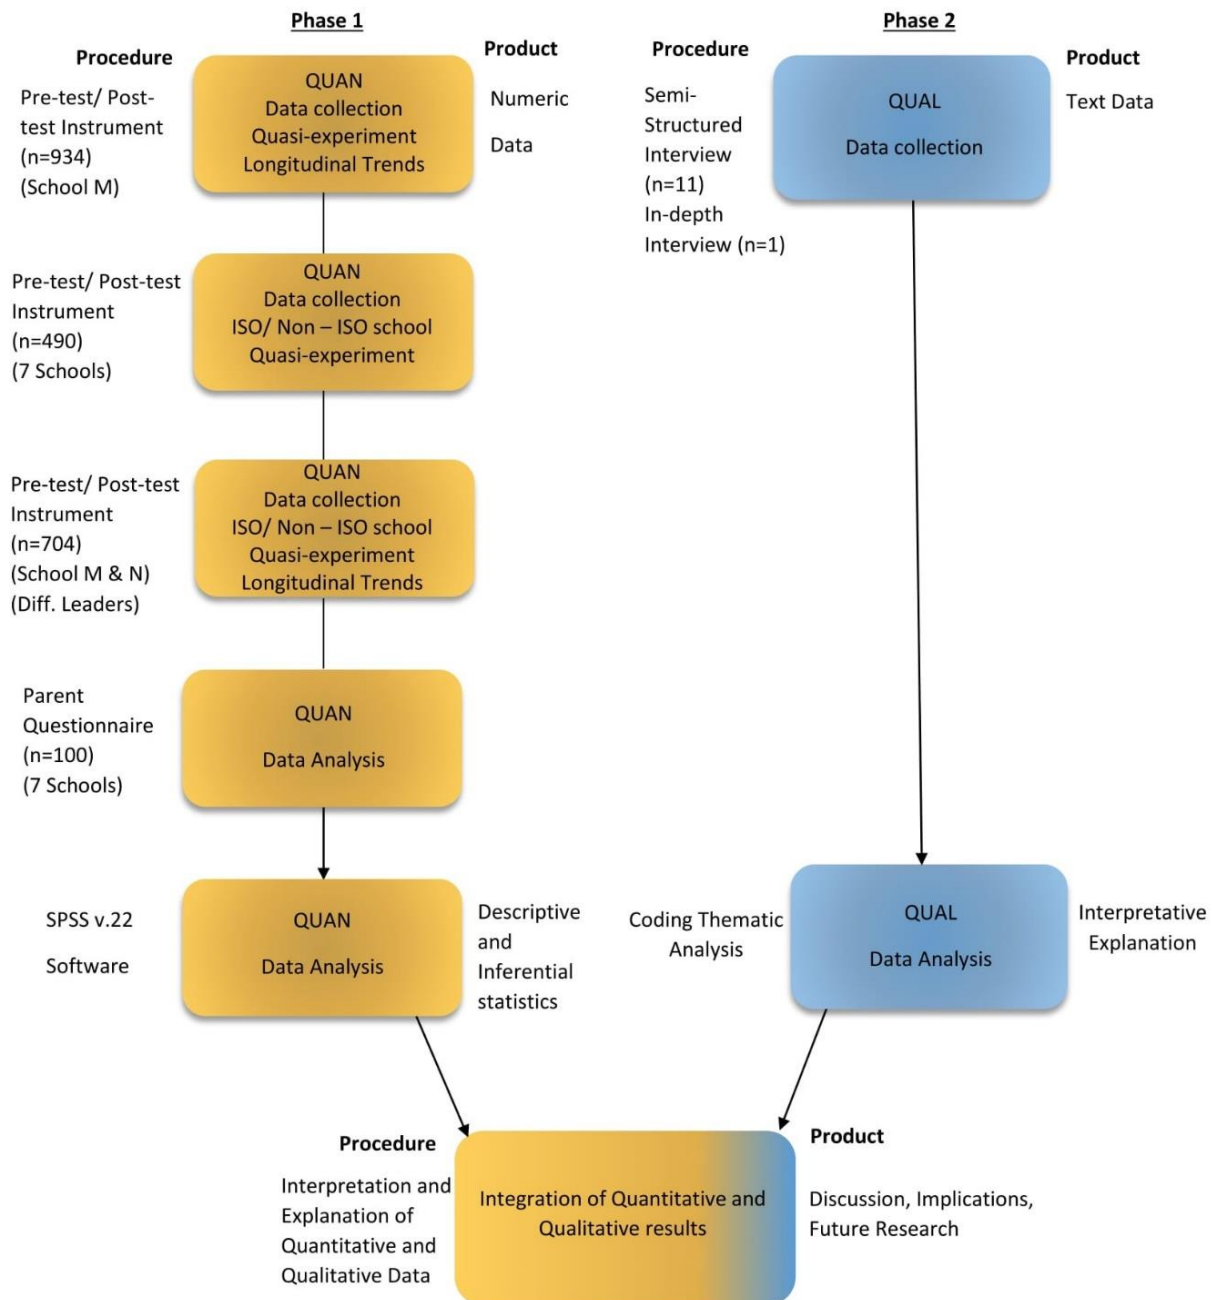 Phase 1
Procedure
Product
Pre-test/ Post-
test Instrument
(n=934)
(School M)
QUAN
Data collection
Quasi-experiment
Longitudinal Trends
Numeric
Data
Pre-test/ Post-test
Instrument
(n=490)
(7 Schools)
QUAN
Data collection
ISO/ Non – ISO school
Quasi-experiment
Pre-test/ Post-test
Instrument
(n=704)
(School M & N)
(Diff. Leaders)
QUAN
Data collection
ISO/ Non – ISO school
Quasi-experiment
Longitudinal Trends
Parent
Questionnaire
(n=100)
(7 Schools)
QUAN
Data Analysis
SPSS v.22
Software
QUAN
Data Analysis
Descriptive
and
Inferential
statistics
Phase 2
Procedure
Product
Semi-
Structured
Interview
(n=11)
In-depth
Interview (n=1)
QUAL
Data collection
Text Data
Coding Thematic
Analysis
QUAL
Data Analysis
Interpretative
Explanation
Procedure
Interpretation and
Explanation of
Quantitative and
Qualitative Data
Integration of Quantitative and
Qualitative results
Product
Discussion, Implications,
Future Research